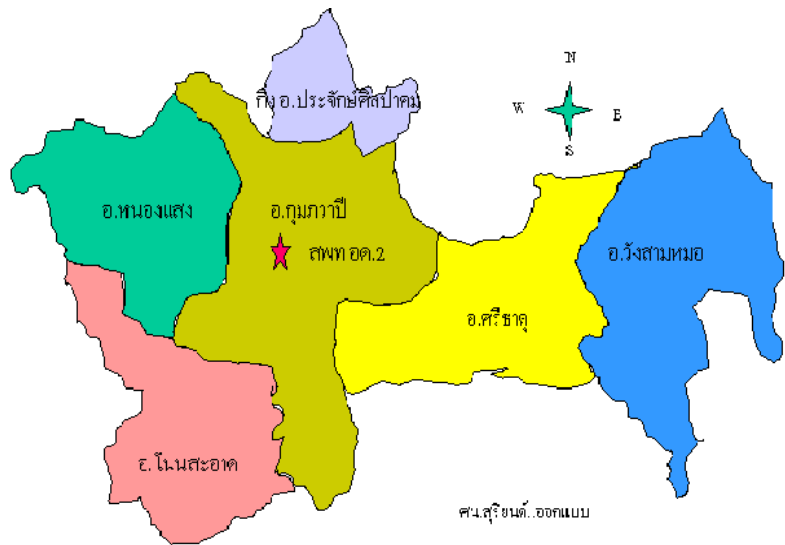 N
กิ่ง อ.ประจักษ์ศิลปาคม
W
E
S
อ.หนองแสง
อ.กุมภวาปี
สพท อด.2
อ.วังสามหมอ
อ.ศรีธาตุ
อ.โนนสะอาด
ศน.สุริยนต์..ออกแบบ